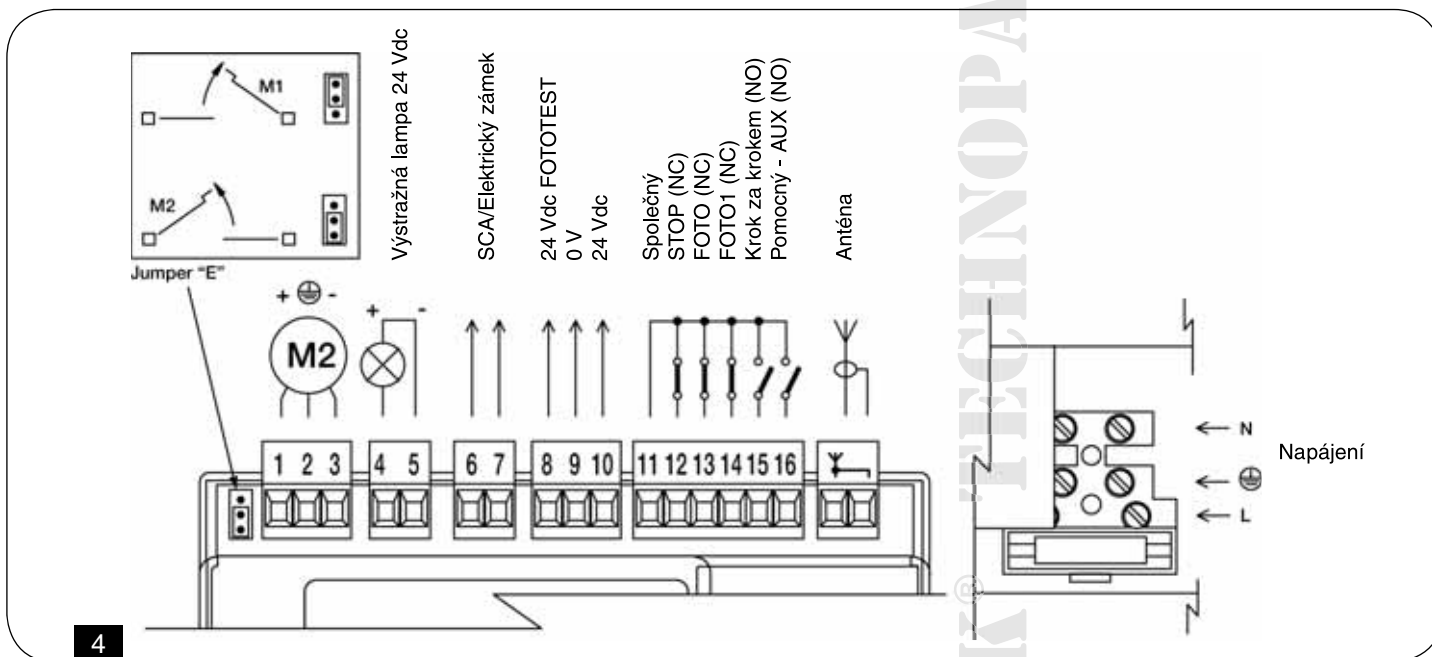 M1
M2
Jumper "E"
Výstražná lampa 24 Vdc
SCA/Elektrický zámek
24 Vdc FOTOTEST
0 V
24 Vdc
Společný
STOP (NC)
FOTO (NC)
FOTO1 (NC)
Krok za krokem (NO)
Pomocný - AUX (NO)
Anténa
+ -
M2
+ -
1 2 3 4 5 6 7 8 9 10 11 12 13 14 15 16
N
Napájení
L
K® TECHNOPA
4